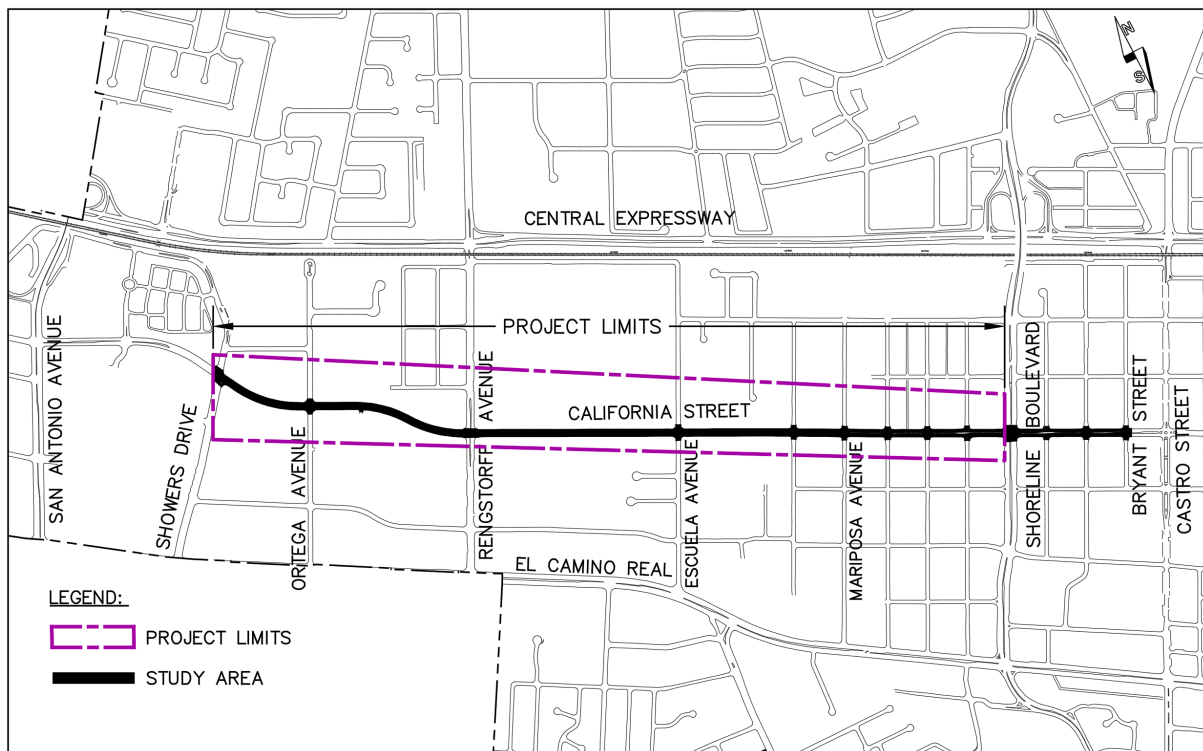 N
S
CENTRAL EXPRESSWAY
PROJECT LIMITS
SAN ANTONIO AVENUE
SHOWERS DRIVE
ORTEGA AVENUE
RENGSTORFF AVENUE
CALIFORNIA STREET
ESCUELA AVENUE
MARIPOSA AVENUE
SHORELINE BOULEVARD
BRYANT STREET
CASTRO STREET
EL CAMINO REAL
LEGEND:
PROJECT LIMITS
STUDY AREA